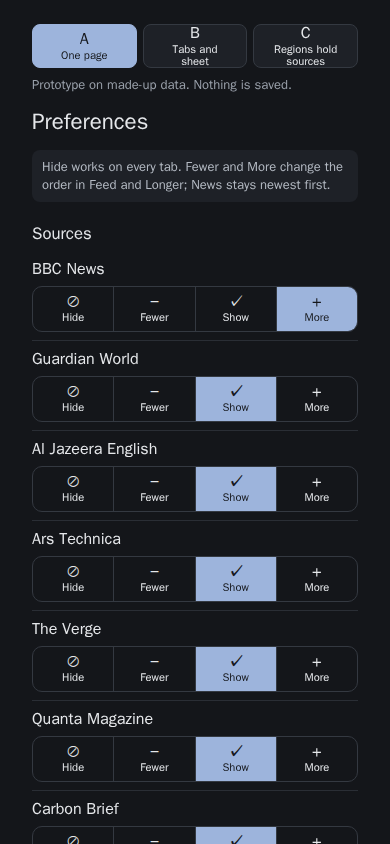 A
One page
B
Tabs and
sheet
C
Regions hold
sources
Prototype on made-up data. Nothing is saved.
Preferences
Hide works on every tab. Fewer and More change the
order in Feed and Longer; News stays newest first.
Sources
BBC News
⊘ − ✓ +
Hide Fewer Show More
Guardian World
⊘ − ✓ +
Hide Fewer Show More
Al Jazeera English
⊘ − ✓ +
Hide Fewer Show More
Ars Technica
⊘ − ✓ +
Hide Fewer Show More
The Verge
⊘ − ✓ +
Hide Fewer Show More
Quanta Magazine
⊘ − ✓ +
Hide Fewer Show More
Carbon Brief
⊘ − ✓ +